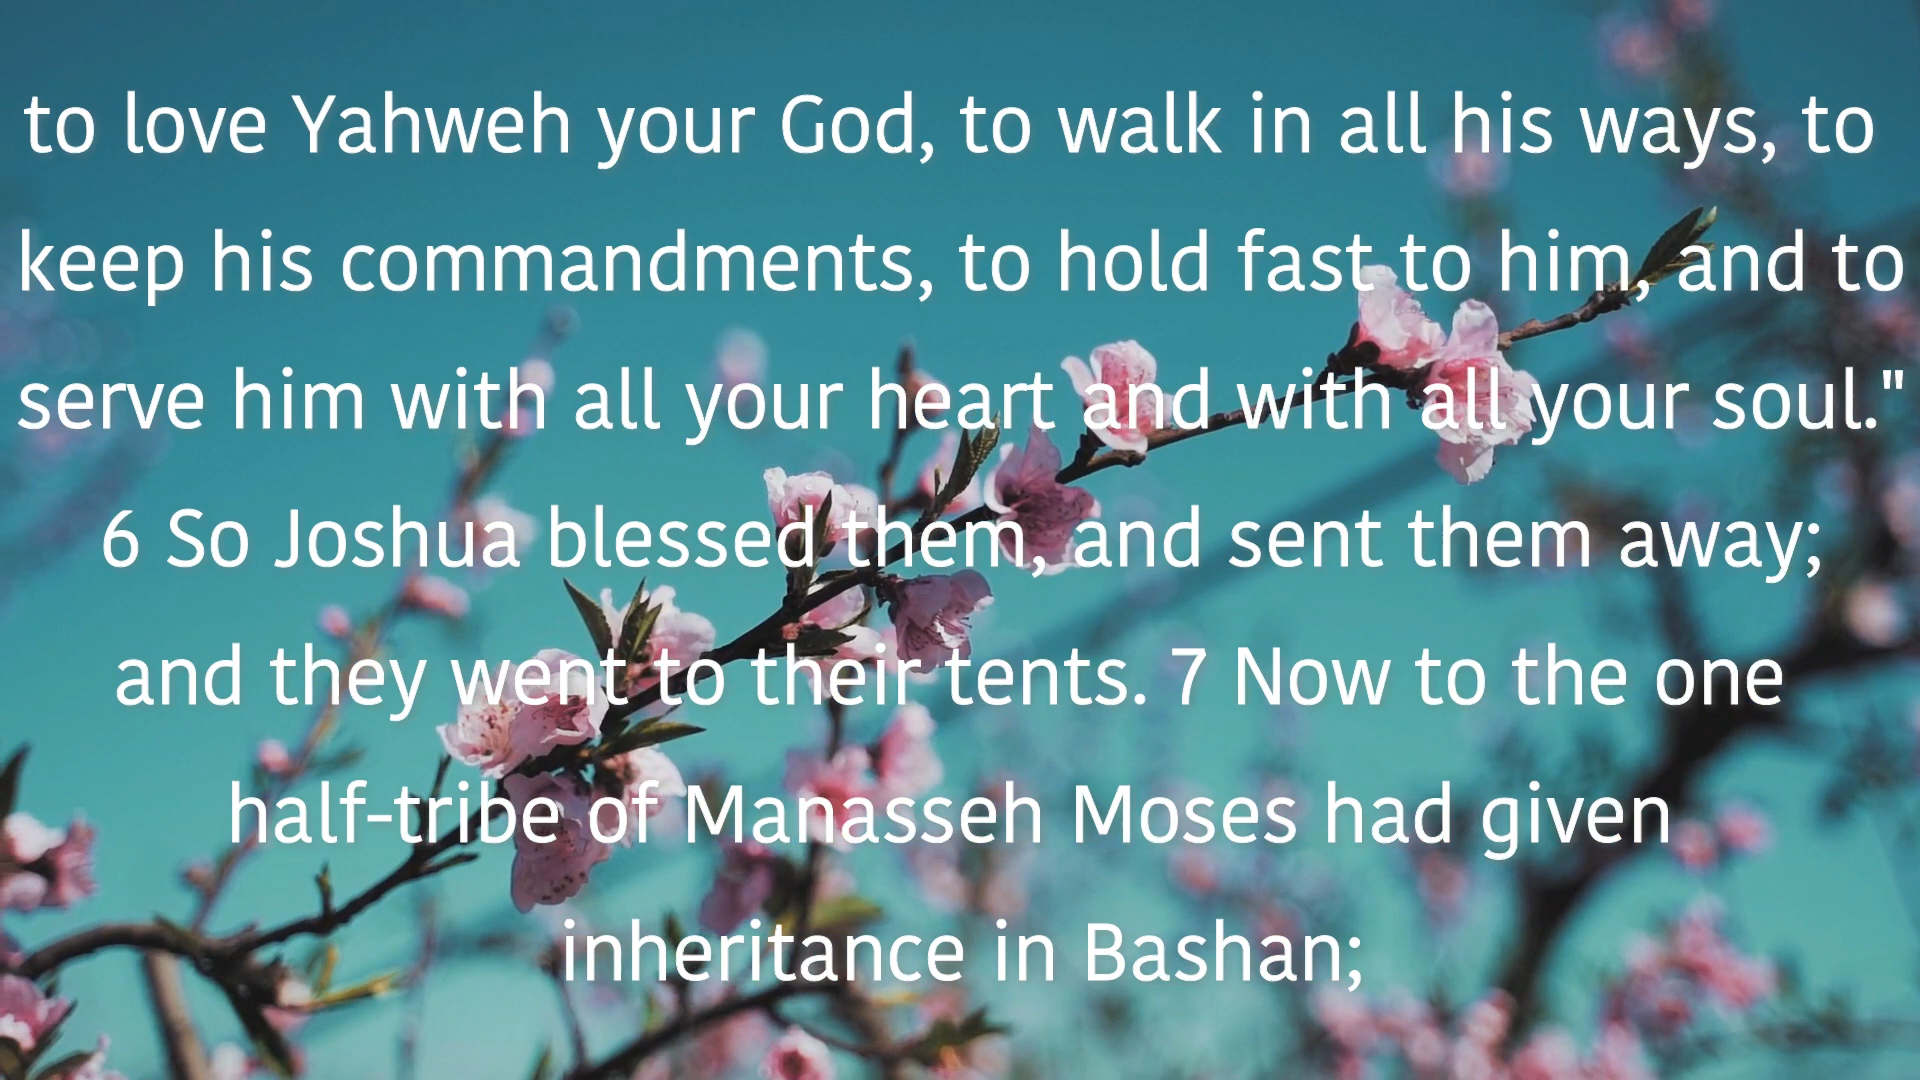 to love Yahweh your God, to walk in all his ways, to
keep his commandments, to hold fast to him, and to
serve him with all your heart and with all your soul."
6 So Joshua blessed them, and sent them away;
and they went to their tents. 7 Now to the one
half-tribe of Manasseh Moses had given
inheritance in Bashan;